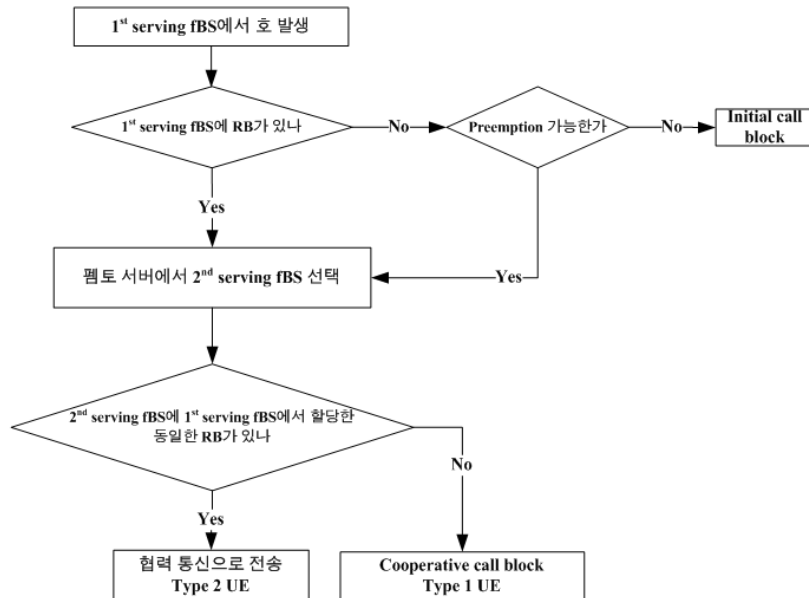 1st serving fBS에서 호 발생
1st serving fBS에 RB가 있나
No
Preemption 가능한가
No
Initial call
block
Yes
Yes
펨토 서버에서 2nd serving fBS 선택
2nd serving fBS에 1st serving fBS에서 할당한
동일한 RB가 있나
No
Yes
협력 통신으로 전송
Type 2 UE
Cooperative call block
Type 1 UE